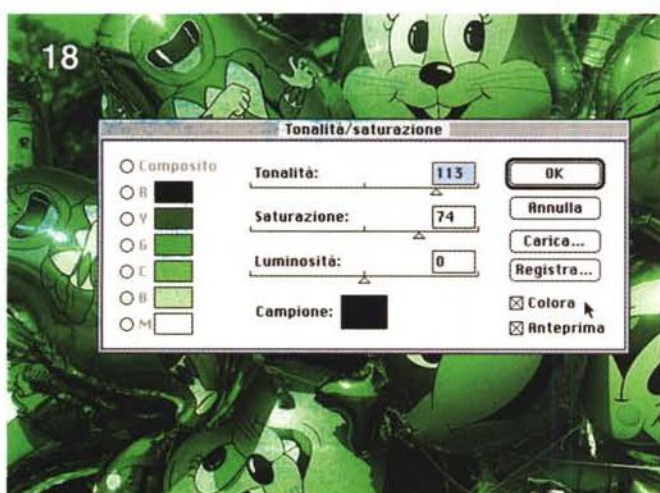 18
Tonalità/saturazione
Composito
R
Y
G
C
B
M
Tonalità: 113
Saturazione: 74
Luminosità: 0
Campione:
OK
Annulla
Carica...
Registra...
Colora
Anteprima